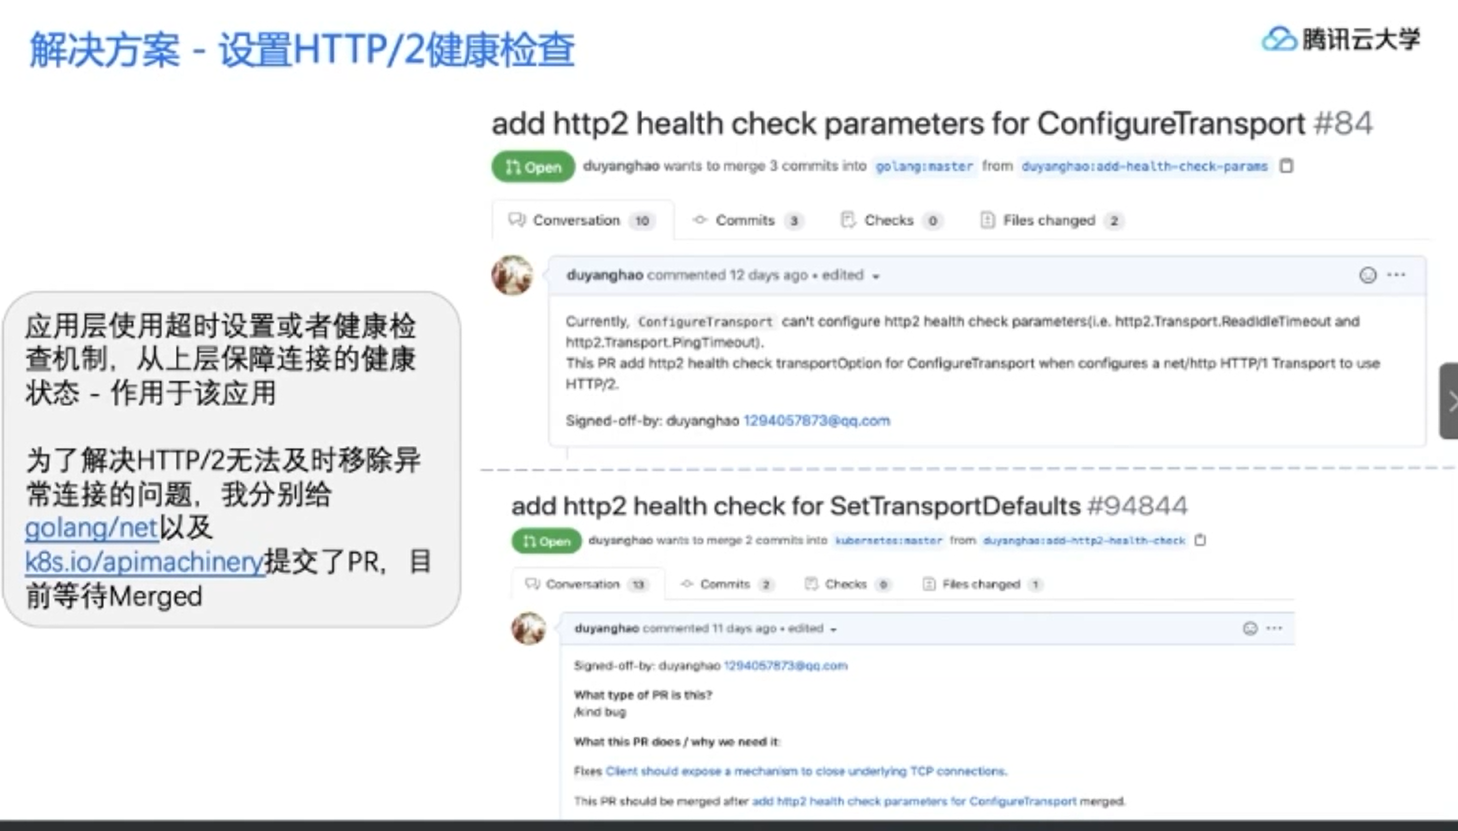 解决方案 - 设置HTTP/2健康检查
腾讯云大学
应用层使用超时设置或者健康检
查机制，从上层保障连接的健康
状态 - 作用于该应用
为了解决HTTP/2无法及时移除异
常连接的问题，我分别给
golang/net以及
k8s.io/apimachinery提交了PR，目
前等待Merged
add http2 health check parameters for ConfigureTransport #84
Open duyanghao wants to merge 3 commits into golang:master from duyanghao:add-health-check-params
Conversation 10 Commits 3 Checks 0 Files changed 2
duyanghao commented 12 days ago • edited
Currently, ConfigureTransport can't configure http2 health check parameters(i.e. http2.Transport.ReadIdleTimeout and
http2.Transport.PingTimeout).
This PR add http2 health check transportOption for ConfigureTransport when configures a net/http HTTP/1 Transport to use
HTTP/2.
Signed-off-by: duyanghao 1294057873@qq.com
add http2 health check for SetTransportDefaults #94844
Open duyanghao wants to merge 2 commits into kubernetes:master from duyanghao:add-http2-health-check
Conversation 13 Commits 2 Checks 0 Files changed 1
duyanghao commented 11 days ago • edited
Signed-off-by: duyanghao 1294057873@qq.com
What type of PR is this?
/kind bug
What this PR does / why we need it:
Fixes Client should expose a mechanism to close underlying TCP connections.
This PR should be merged after add http2 health check parameters for ConfigureTransport merged.